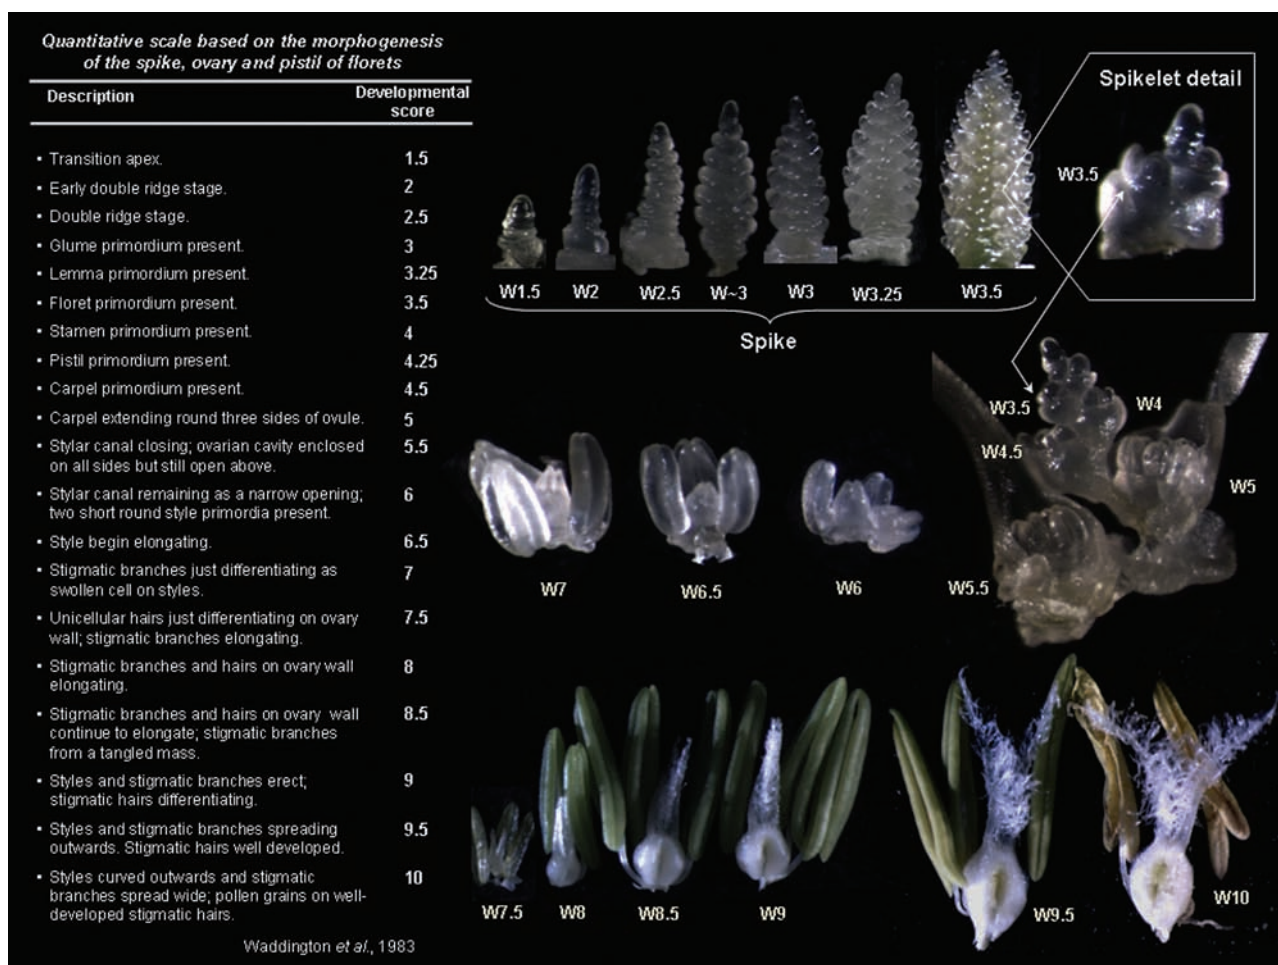 Quantitative scale based on the morphogenesis
of the spike, ovary and pistil of florets
Description
Developmental
score
• Transition apex. 1.5
• Early double ridge stage. 2
• Double ridge stage. 2.5
• Glume primordium present. 3
• Lemma primordium present. 3.25
• Floret primordium present. 3.5
• Stamen primordium present. 4
• Pistil primordium present. 4.25
• Carpel primordium present. 4.5
• Carpel extending round three sides of ovule. 5
• Stylar canal closing; ovarian cavity enclosed 5.5
on all sides but still open above.
• Stylar canal remaining as a narrow opening; 6
two short round style primordia present.
• Style begin elongating. 6.5
• Stigmatic branches just differentiating as 7
swollen cell on styles.
• Unicellular hairs just differentiating on ovary 7.5
wall; stigmatic branches elongating.
• Stigmatic branches and hairs on ovary wall 8
elongating.
• Stigmatic branches and hairs on ovary wall 8.5
continue to elongate; stigmatic branches
from a tangled mass.
• Styles and stigmatic branches erect; 9
stigmatic hairs differentiating.
• Styles and stigmatic branches spreading 9.5
outwards. Stigmatic hairs well developed.
• Styles curved outwards and stigmatic 10
branches spread wide; pollen grains on well-
developed stigmatic hairs.
Waddington et al., 1983
Spikelet detail
W3.5
W1.5 W2 W2.5 W~3 W3 W3.25 W3.5
Spike
W3.5 W4
W4.5
W5
W5.5
W7 W6.5 W6
W7.5 W8 W8.5 W9 W9.5 W10